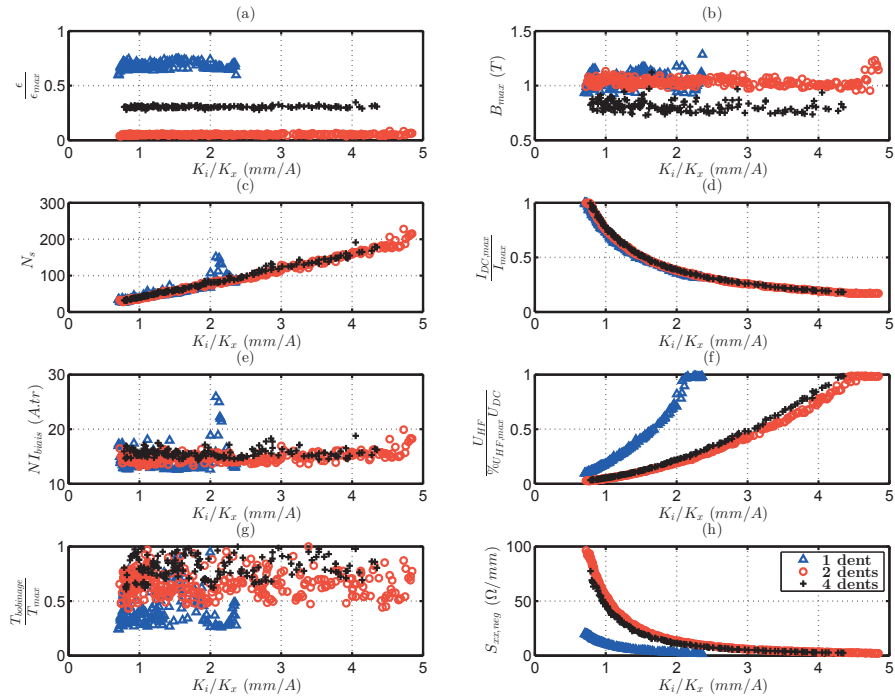 (a)
1
0.5
0
ϵ / ϵ_max
0 1 2 3 4 5
K_i/K_x (mm/A)
(b)
1.5
1
0.5
B_max (T)
0 1 2 3 4 5
K_i/K_x (mm/A)
(c)
300
200
100
0
N_s
0 1 2 3 4 5
K_i/K_x (mm/A)
(d)
1
0.5
0
I_DC,max / I_max
0 1 2 3 4 5
K_i/K_x (mm/A)
(e)
30
20
10
NI_biais (A.tr)
0 1 2 3 4 5
K_i/K_x (mm/A)
(f)
1
0.5
0
U_HF / %U_HF,max U_DC
0 1 2 3 4 5
K_i/K_x (mm/A)
(g)
1
0.5
0
T_bobinage / T_max
0 1 2 3 4 5
K_i/K_x (mm/A)
(h)
100
50
0
S_xx,neg (Ω/mm)
1 dent
2 dents
4 dents
0 1 2 3 4 5
K_i/K_x (mm/A)